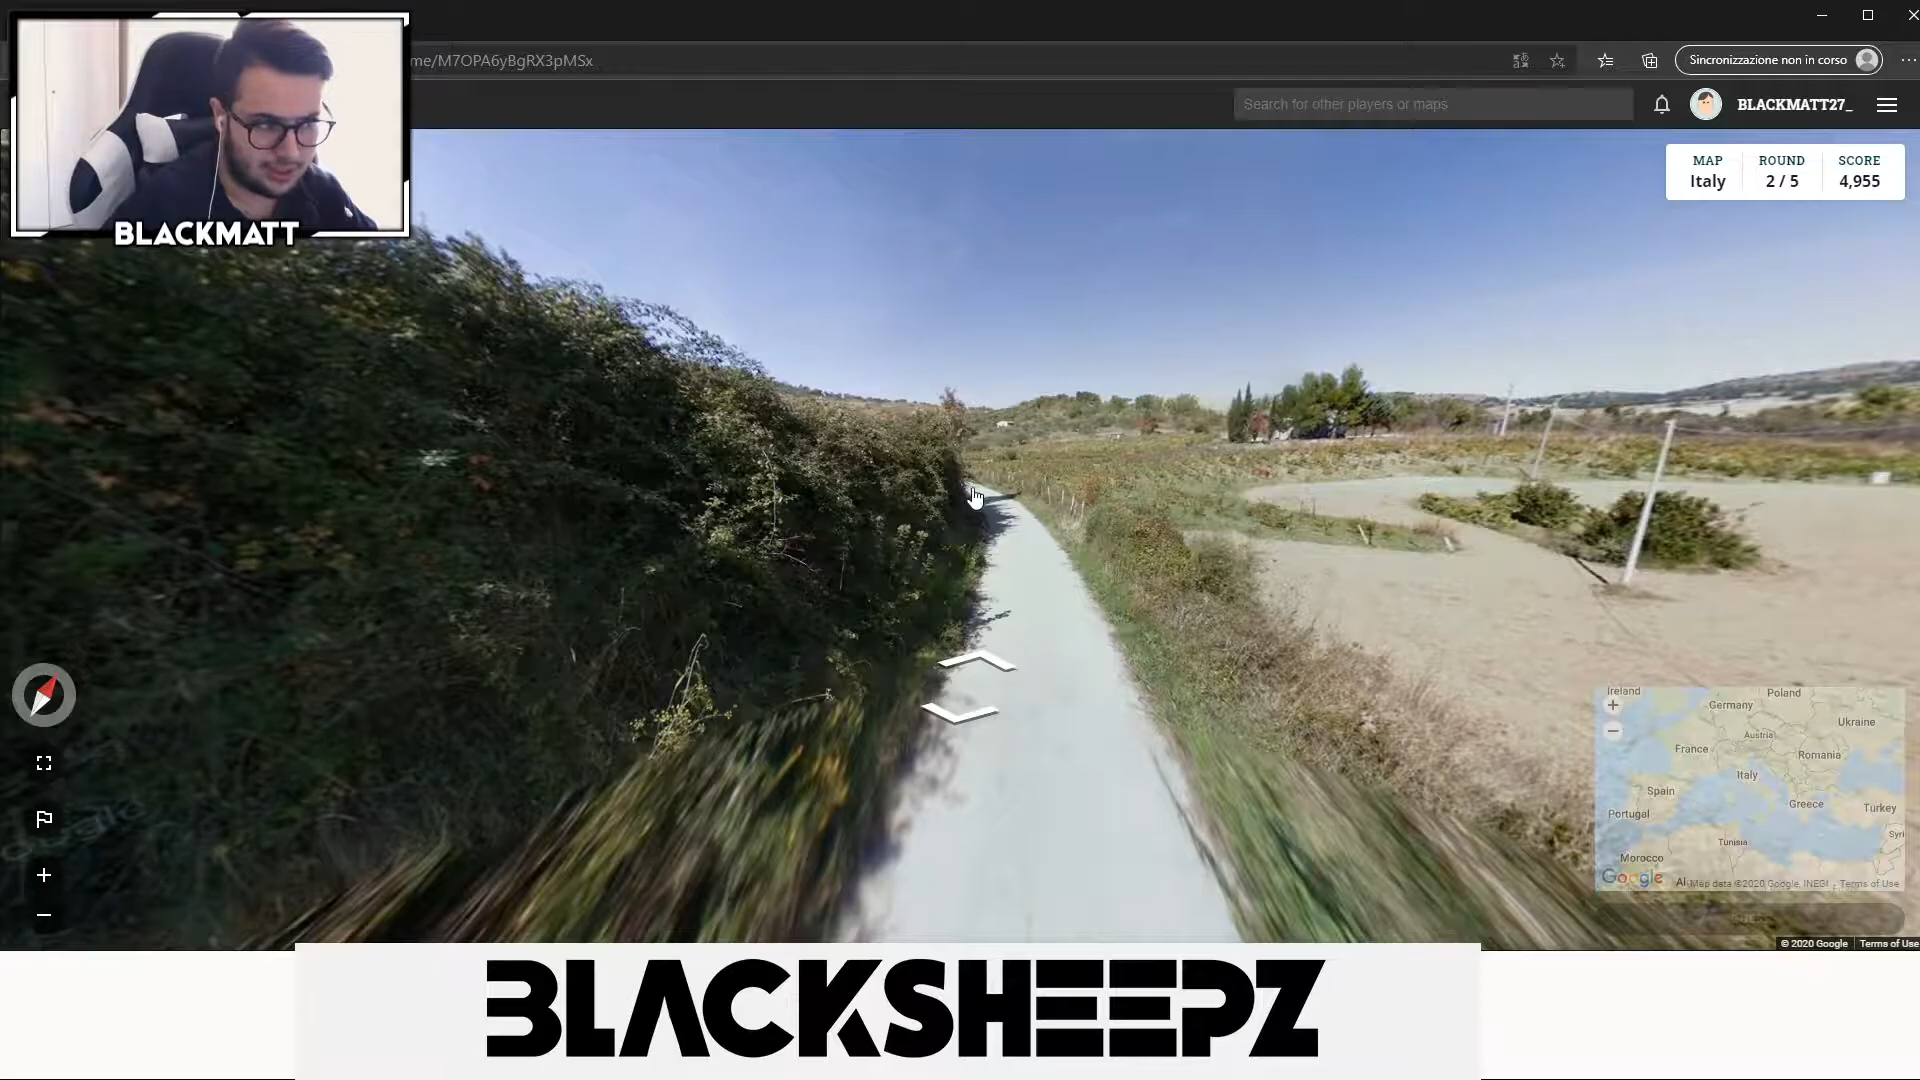 me/M7OPA6yBgRX3pMSx
Sincronizzazione non in corso
Search for other players or maps
BLACKMATT27_
MAP
ROUND
SCORE
Italy
2 / 5
4,955
BLACKMATT
Ireland
Poland
Germany
Ukraine
Austria
France
Romania
Italy
Spain
Greece
Portugal
Turkey
Syri
Tunisia
Morocco
Google
Al
Map data ©2020 Google, INEGI
Terms of Use
© 2020 Google
Terms of Use
BLACKSHEEPZ